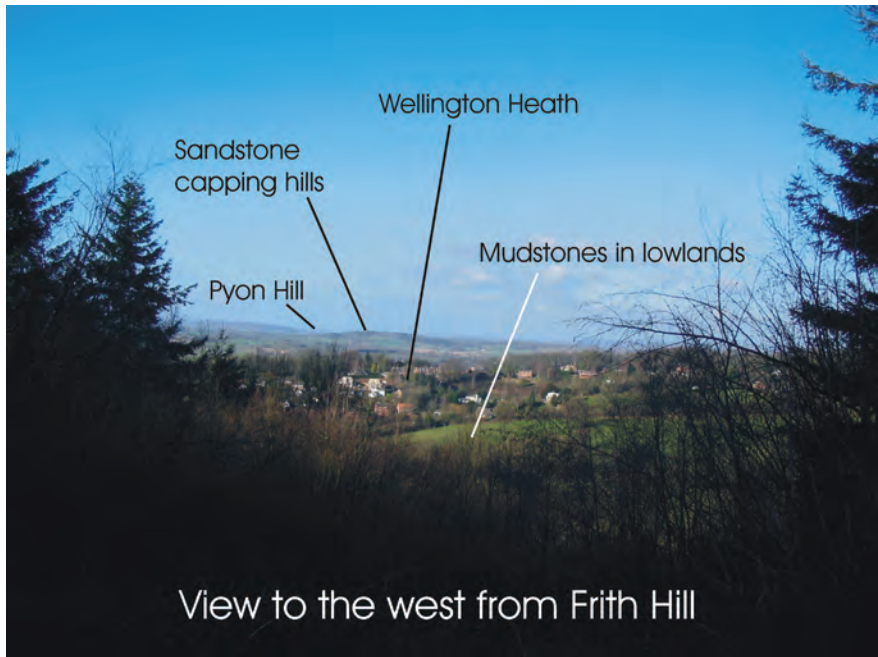 Wellington Heath
Sandstone
capping hills
Mudstones in lowlands
Pyon Hill
View to the west from Frith Hill